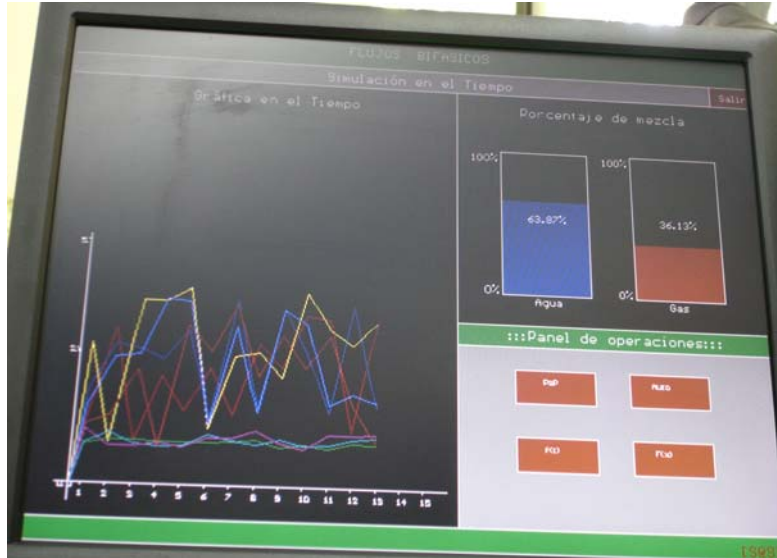 FLUJOS BIFASICOS
Simulación en el Tiempo
Salir
Gráfica en el Tiempo
Porcentaje de mezcla
100%
100%
63.87%
36.13%
0%
0%
Agua
Gas
:::Panel de operaciones:::
Auto
1 2 3 4 5 6 7 8 9 10 11 12 13 14 15